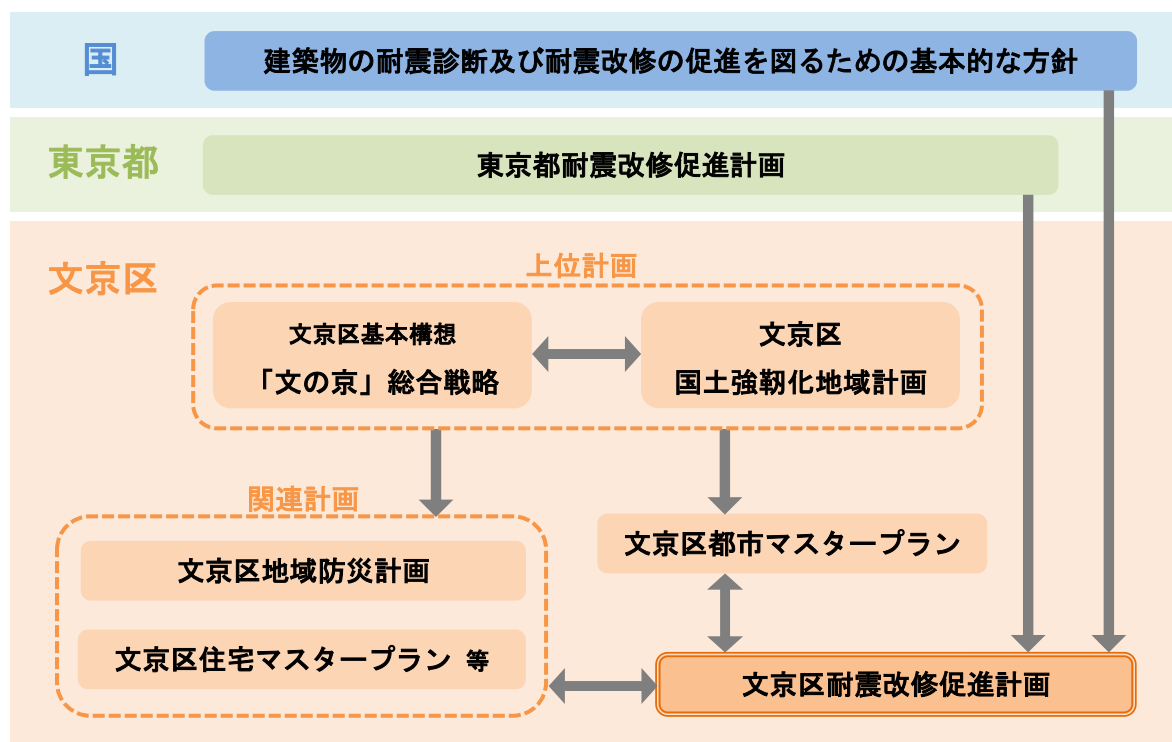 国
建築物の耐震診断及び耐震改修の促進を図るための基本的な方針
東京都
東京都耐震改修促進計画
文京区
上位計画
文京区基本構想
「文の京」総合戦略
文京区
国土強靭化地域計画
関連計画
文京区地域防災計画
文京区住宅マスタープラン 等
文京区都市マスタープラン
文京区耐震改修促進計画